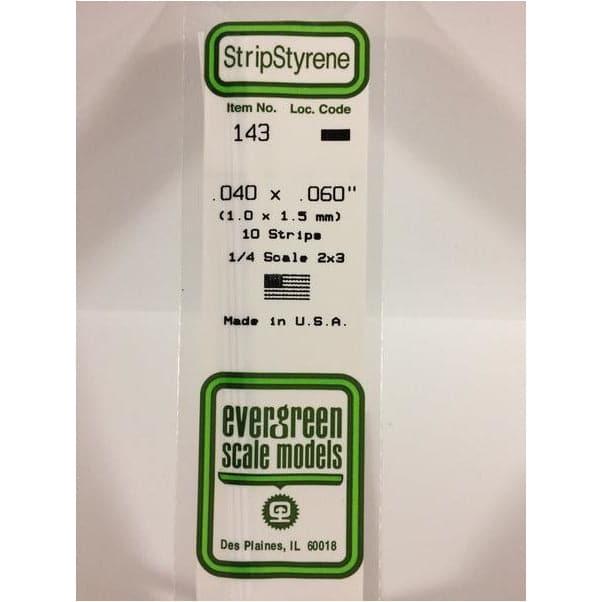 StripStyrene
Item No. Loc. Code
143
.040 x .060"
(1.0 x 1.5 mm)
10 Strips
1/4 Scale 2x3
Made in U.S.A.
evergreen
scale models
Des Plaines, IL 60018